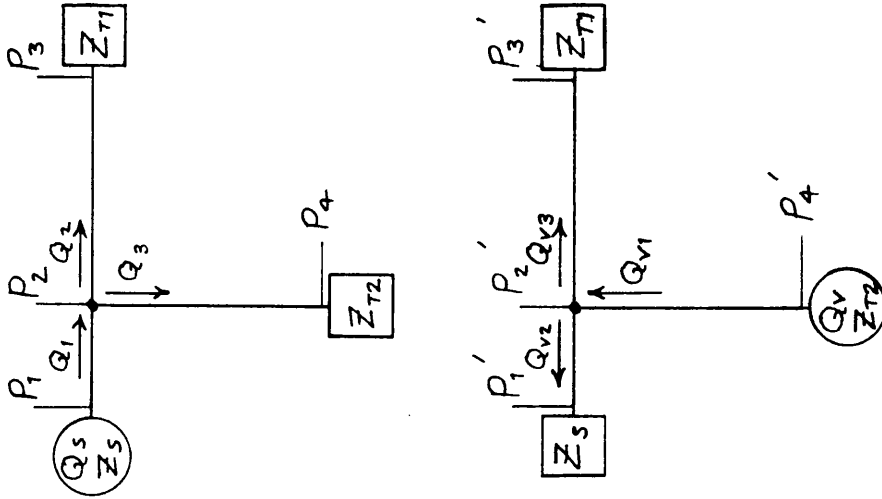 P1 P2 P3
Q1 Q2
QS ZS ZT1
Q3
P4
ZT2
P1' P2' P3'
QV2 QV3
ZS ZT1
QV1
P4'
QV ZT2